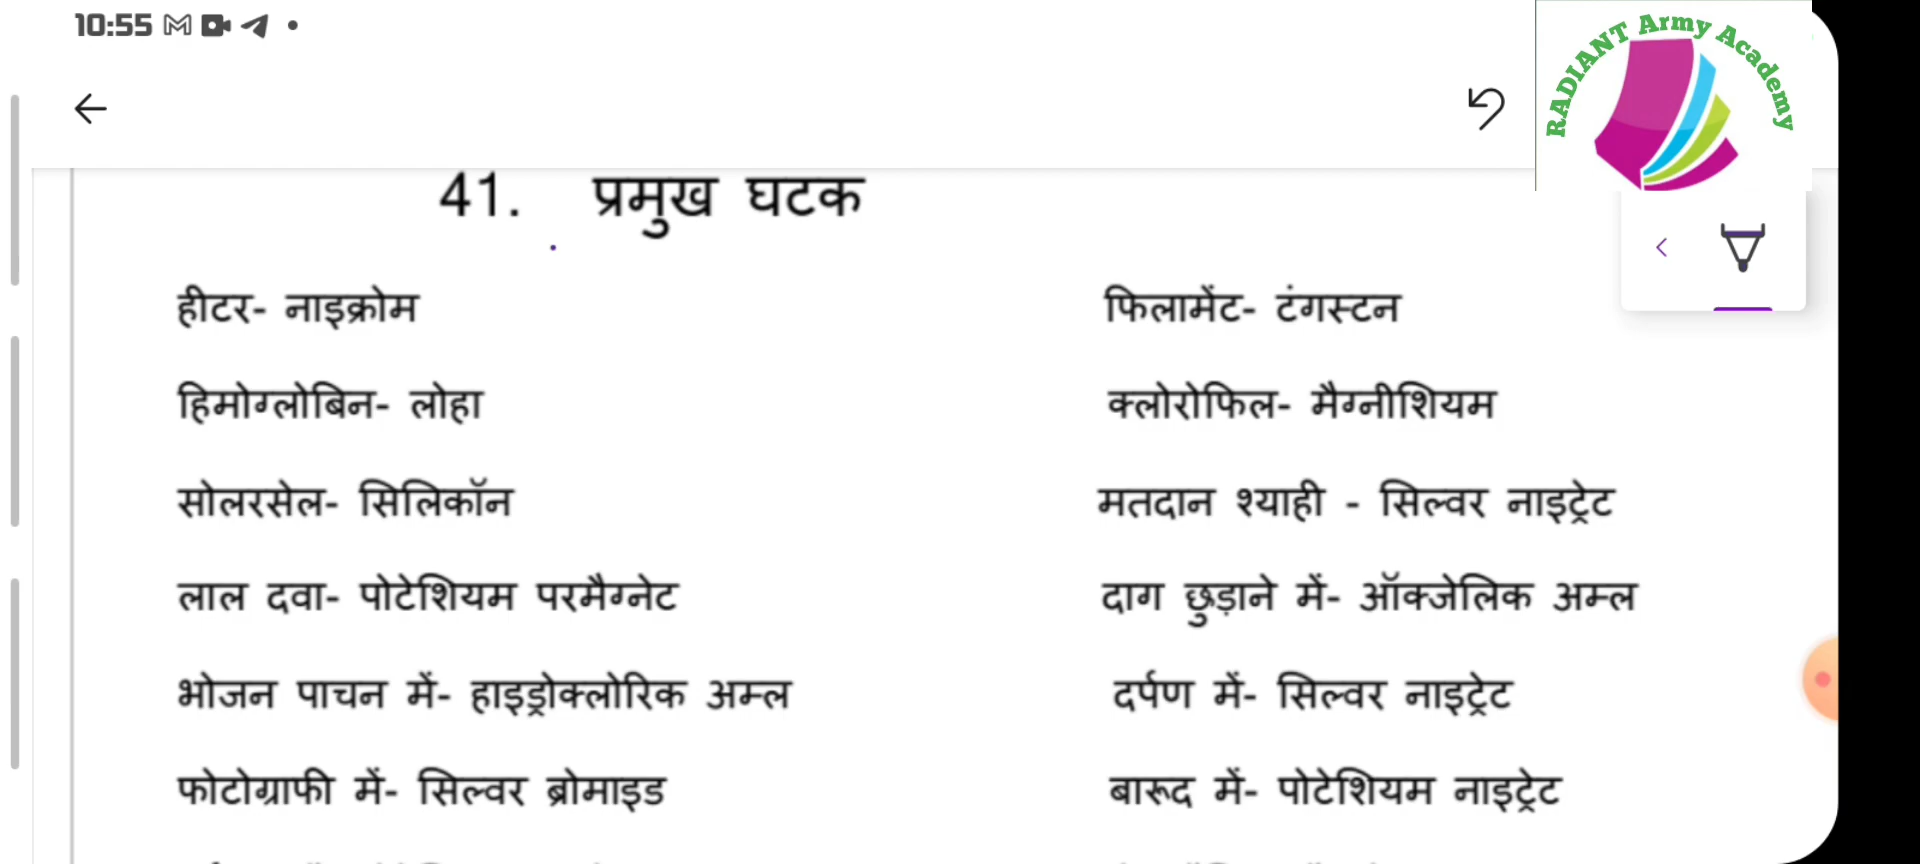 10:55
RADIANT Army Academy
41. प्रमुख घटक
हीटर- नाइक्रोम
फिलामेंट- टंगस्टन
हिमोग्लोबिन- लोहा
क्लोरोफिल- मैग्नीशियम
सोलरसेल- सिलिकॉन
मतदान श्याही - सिल्वर नाइट्रेट
लाल दवा- पोटेशियम परमैग्नेट
दाग छुड़ाने में- ऑक्जेलिक अम्ल
भोजन पाचन में- हाइड्रोक्लोरिक अम्ल
दर्पण में- सिल्वर नाइट्रेट
फोटोग्राफी में- सिल्वर ब्रोमाइड
बारूद में- पोटेशियम नाइट्रेट